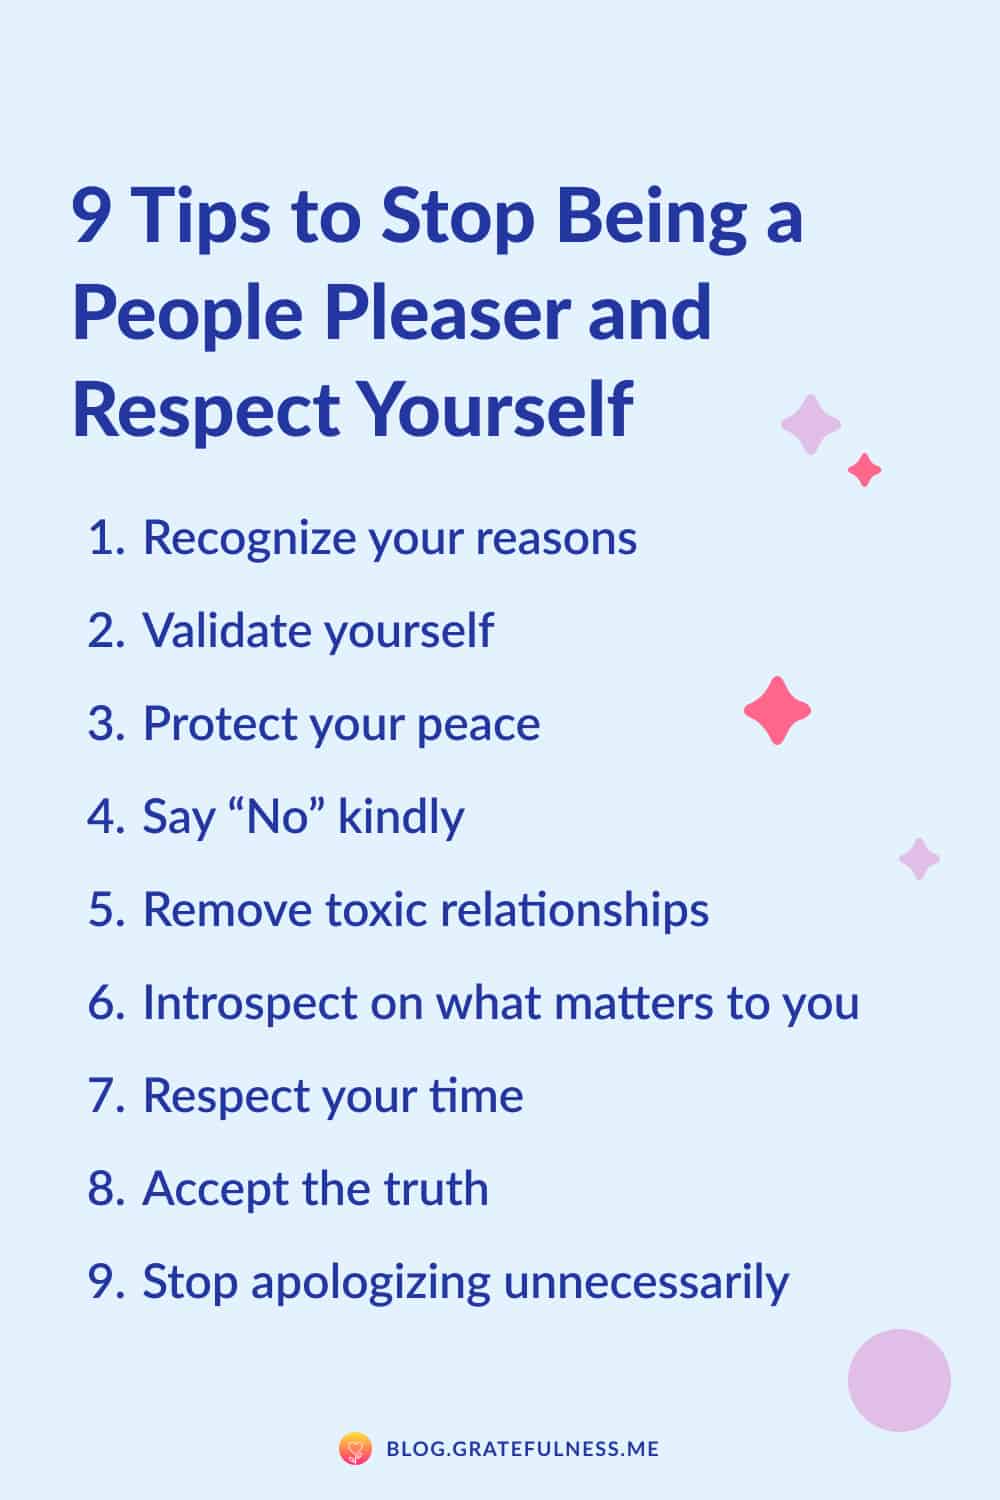 9 Tips to Stop Being a
People Pleaser and
Respect Yourself
1. Recognize your reasons
2. Validate yourself
3. Protect your peace
4. Say “No” kindly
5. Remove toxic relationships
6. Introspect on what matters to you
7. Respect your time
8. Accept the truth
9. Stop apologizing unnecessarily
BLOG.GRATEFULNESS.ME